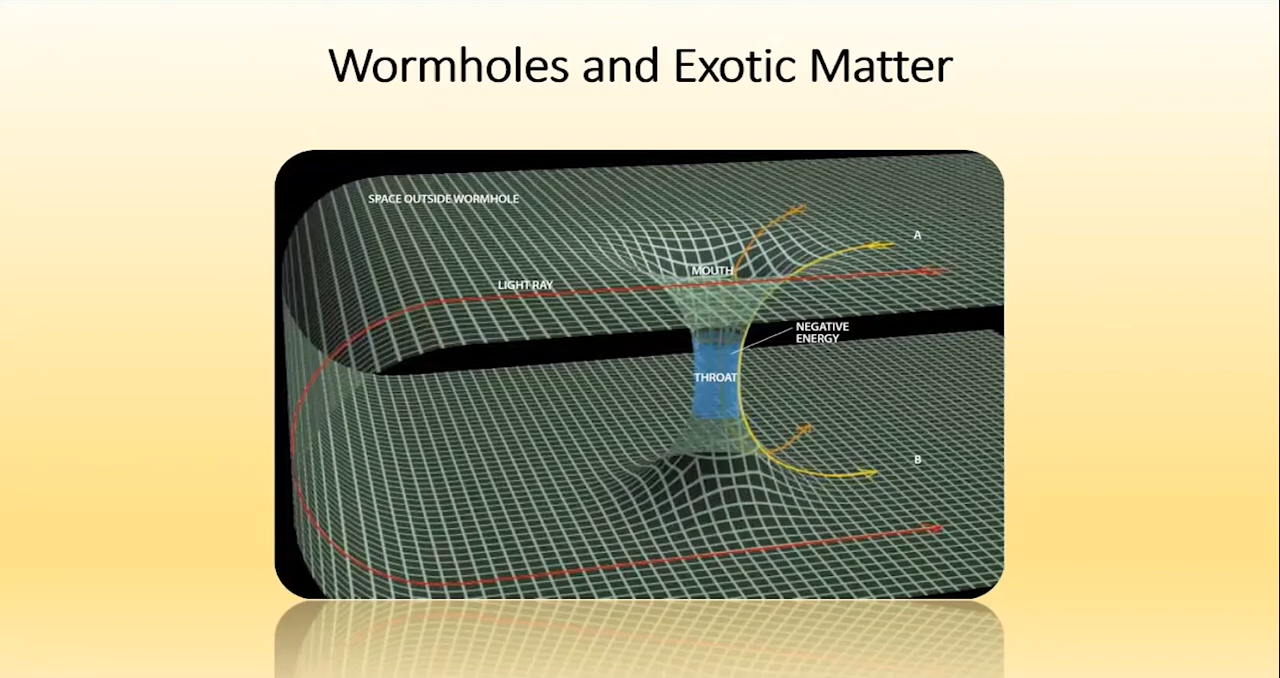 Wormholes and Exotic Matter
SPACE OUTSIDE WORMHOLE
A
MOUTH
LIGHT RAY
NEGATIVE
ENERGY
THROAT
B